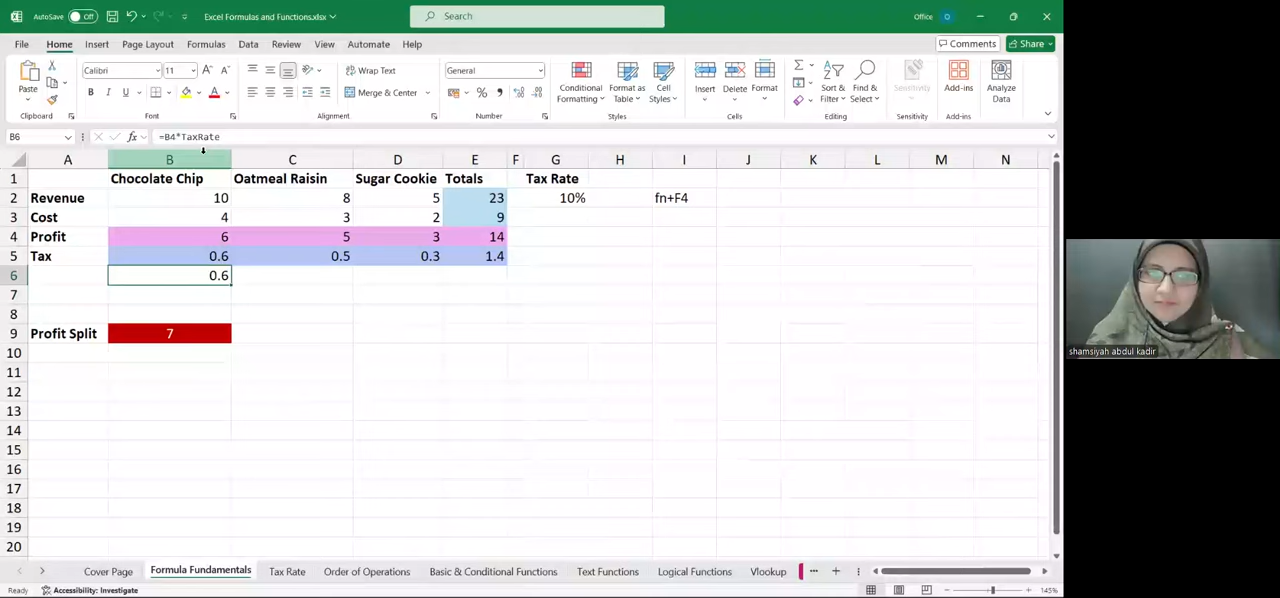 AutoSave Off Excel Formulas and Functions.xlsx Search Office O
File Home Insert Page Layout Formulas Data Review View Automate Help Comments Share
Calibri 11 Wrap Text General
Paste B I U Merge & Center Conditional Formatting Format as Table Cell Styles Insert Delete Format Sort & Filter Find & Select Sensitivity Add-ins Analyze Data
Clipboard Font Alignment Number Styles Cells Editing Sensitivity Add-ins
B6 fx =B4*TaxRate
A B C D E F G H I J K L M N
1 Chocolate Chip Oatmeal Raisin Sugar Cookie Totals Tax Rate
2 Revenue 10 8 5 23 10% fn+F4
3 Cost 4 3 2 9
4 Profit 6 5 3 14
5 Tax 0.6 0.5 0.3 1.4
6 0.6
7
8
9 Profit Split 7
10
11
12
13
14
15
16
17
18
19
20
shamsiyah abdul kadir
Cover Page Formula Fundamentals Tax Rate Order of Operations Basic & Conditional Functions Text Functions Logical Functions Vlookup
Ready Accessibility: Investigate 145%